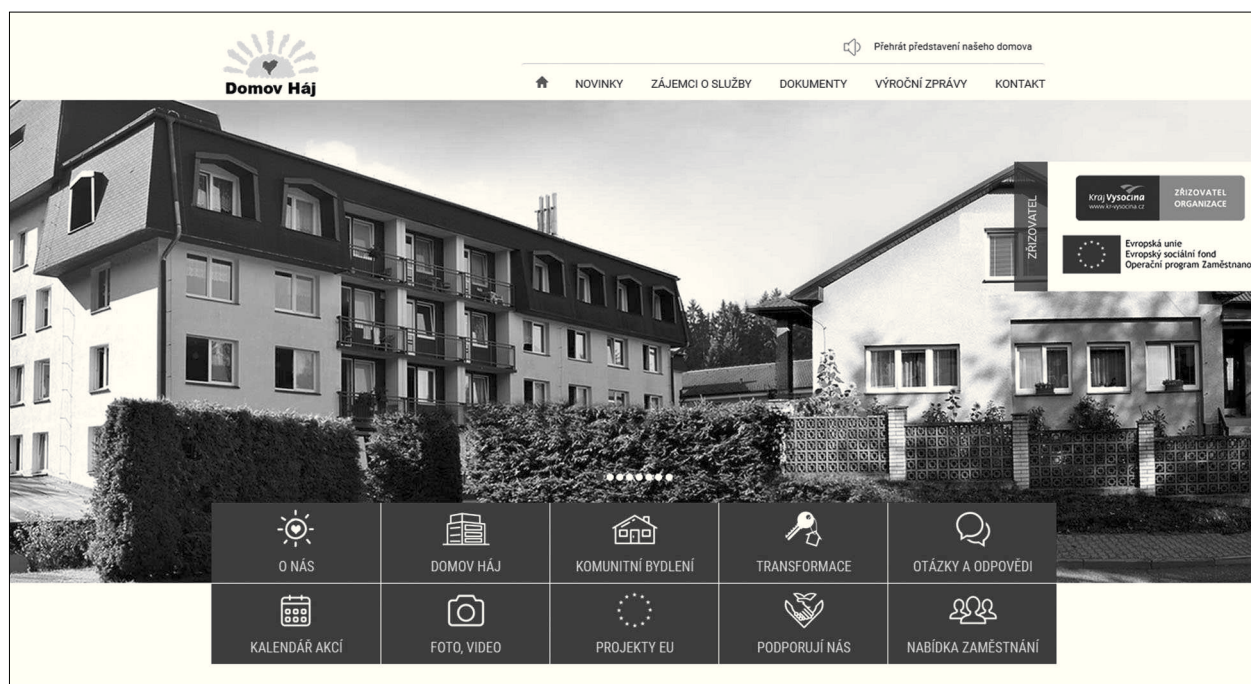 Domov Háj
Přehrát představení našeho domova
NOVINKY ZÁJEMCI O SLUŽBY DOKUMENTY VÝROČNÍ ZPRÁVY KONTAKT
ZŘIZOVATEL
Kraj Vysočina
www.kr-vysocina.cz
ZŘIZOVATEL
ORGANIZACE
Evropská unie
Evropský sociální fond
Operační program Zaměstnano
O NÁS DOMOV HÁJ KOMUNITNÍ BYDLENÍ TRANSFORMACE OTÁZKY A ODPOVĚDI
KALENDÁŘ AKCÍ FOTO, VIDEO PROJEKTY EU PODPORUJÍ NÁS NABÍDKA ZAMĚSTNÁNÍ